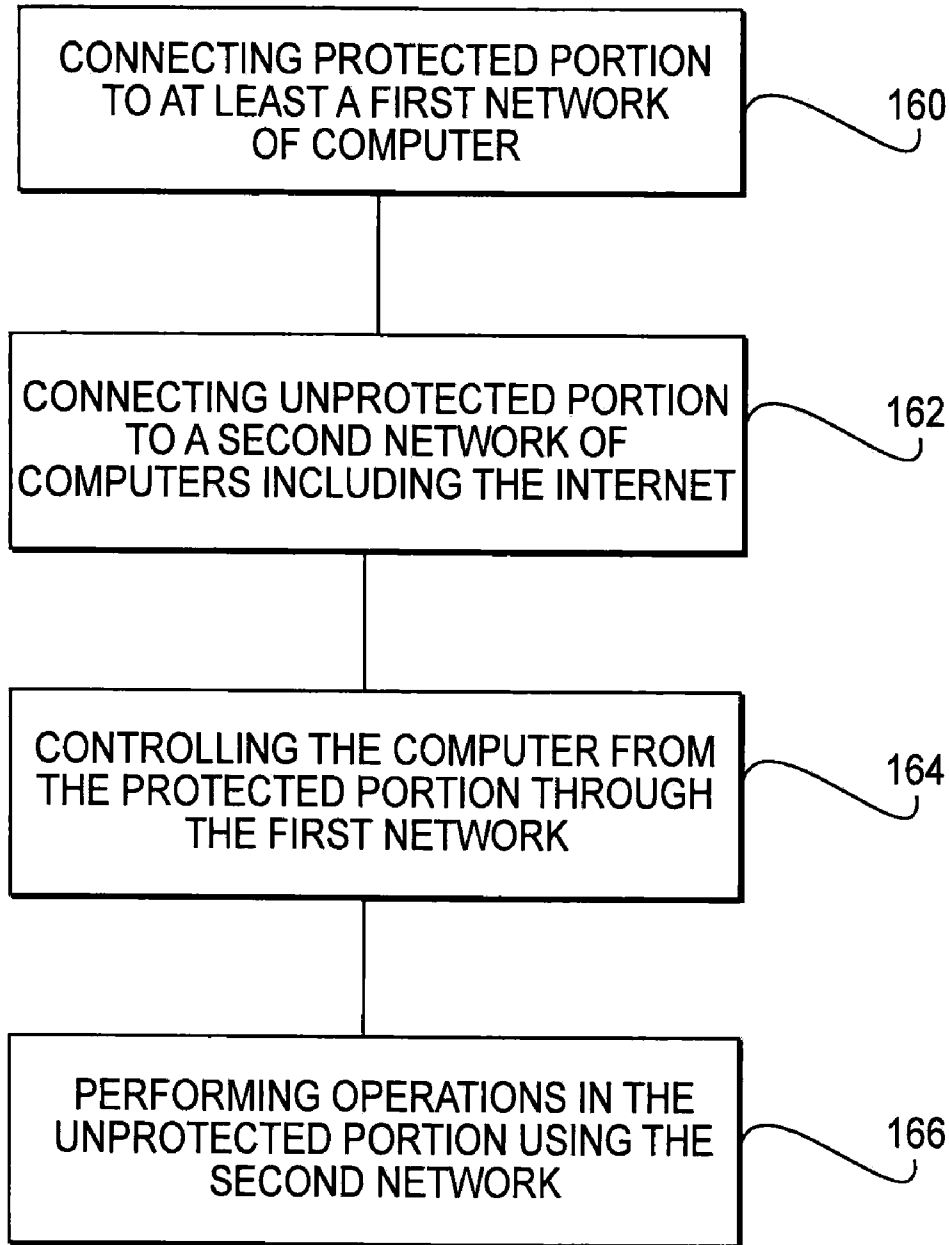 CONNECTING PROTECTED PORTION
TO AT LEAST A FIRST NETWORK
OF COMPUTER
160
CONNECTING UNPROTECTED PORTION
TO A SECOND NETWORK OF
COMPUTERS INCLUDING THE INTERNET
162
CONTROLLING THE COMPUTER FROM
THE PROTECTED PORTION THROUGH
THE FIRST NETWORK
164
PERFORMING OPERATIONS IN THE
UNPROTECTED PORTION USING THE
SECOND NETWORK
166